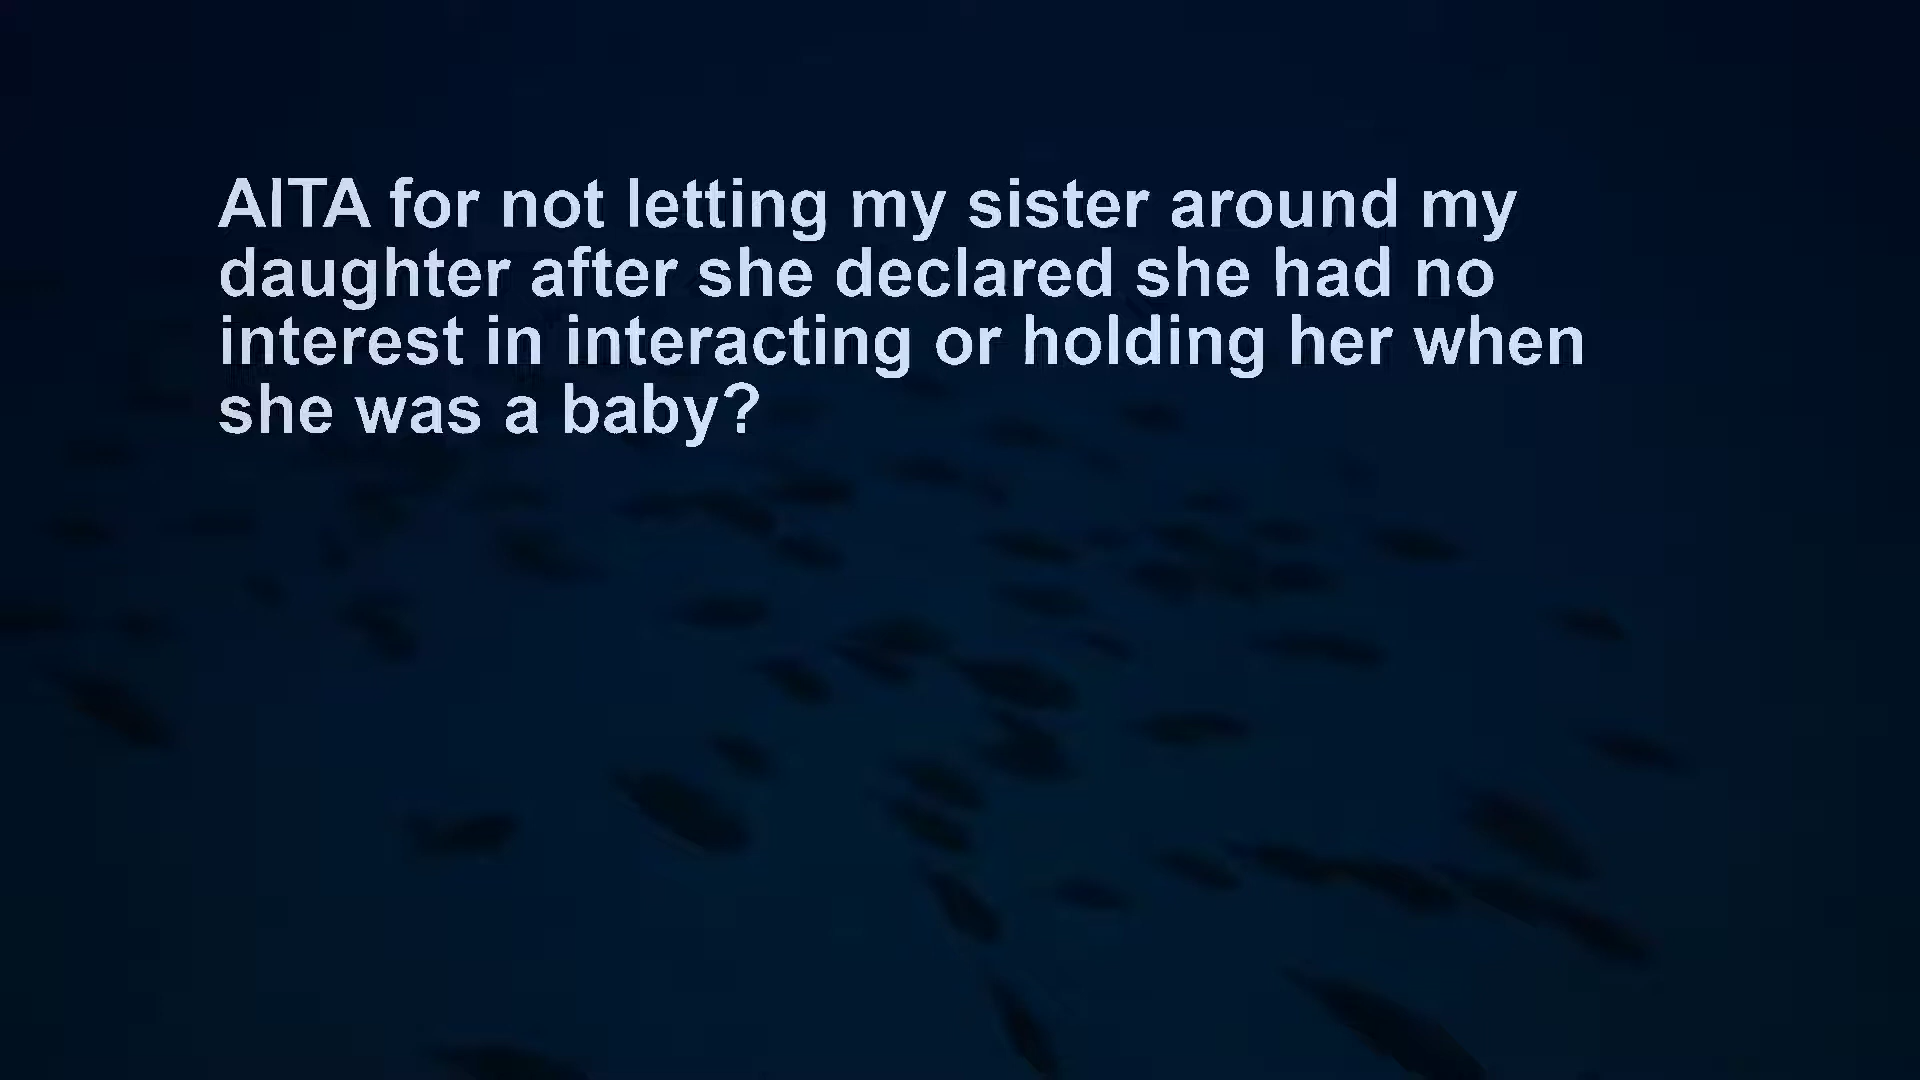 AITA for not letting my sister around my
daughter after she declared she had no
interest in interacting or holding her when
she was a baby?